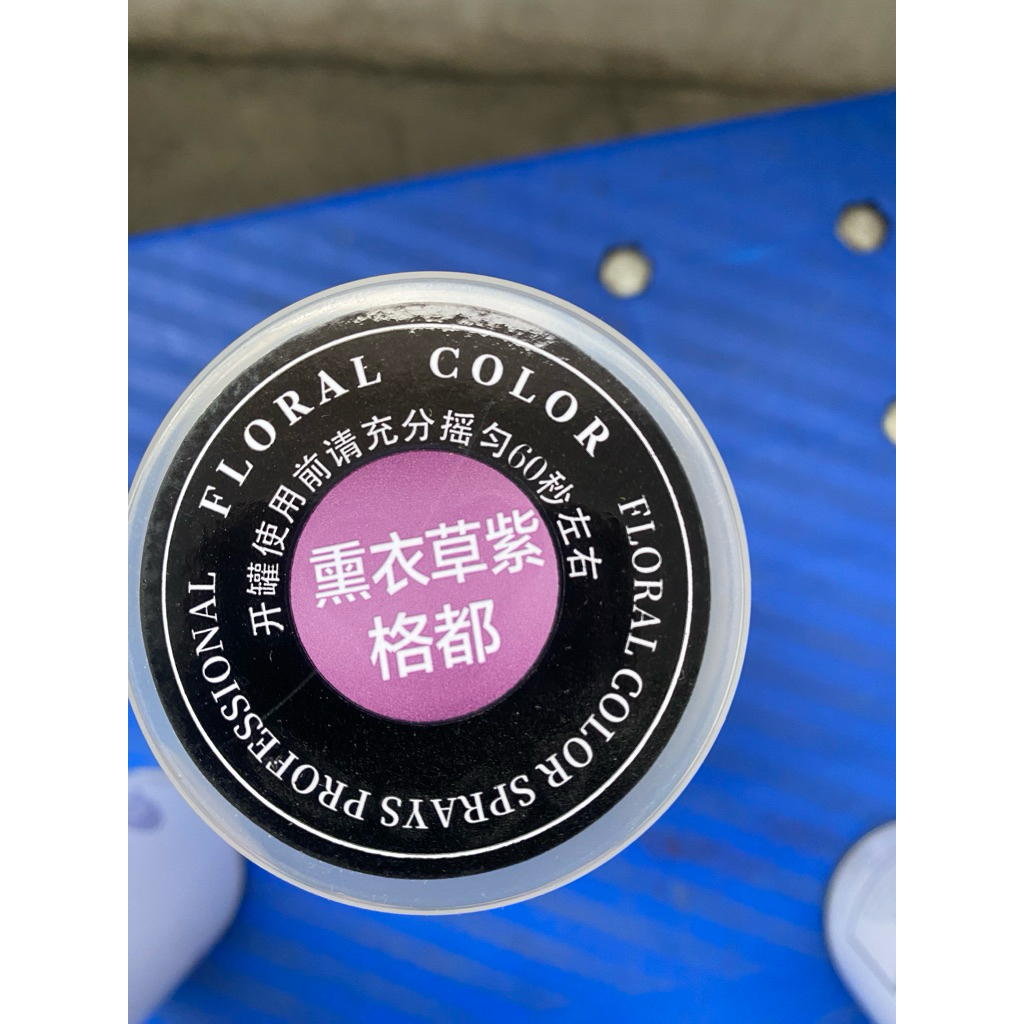 FLORAL COLOR
开罐使用前请充分摇匀60秒左右
熏衣草紫
格都
FLORAL COLOR SPRAYS PROFESSIONAL